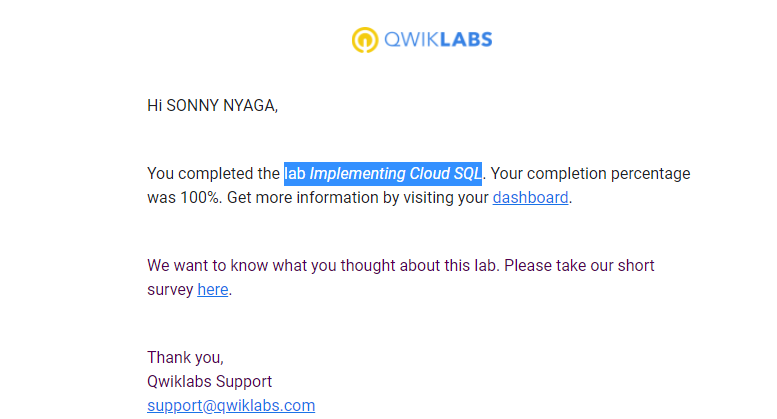 QWIKLABS
Hi SONNY NYAGA,
You completed the lab Implementing Cloud SQL. Your completion percentage
was 100%. Get more information by visiting your dashboard.
We want to know what you thought about this lab. Please take our short
survey here.
Thank you,
Qwiklabs Support
support@qwiklabs.com